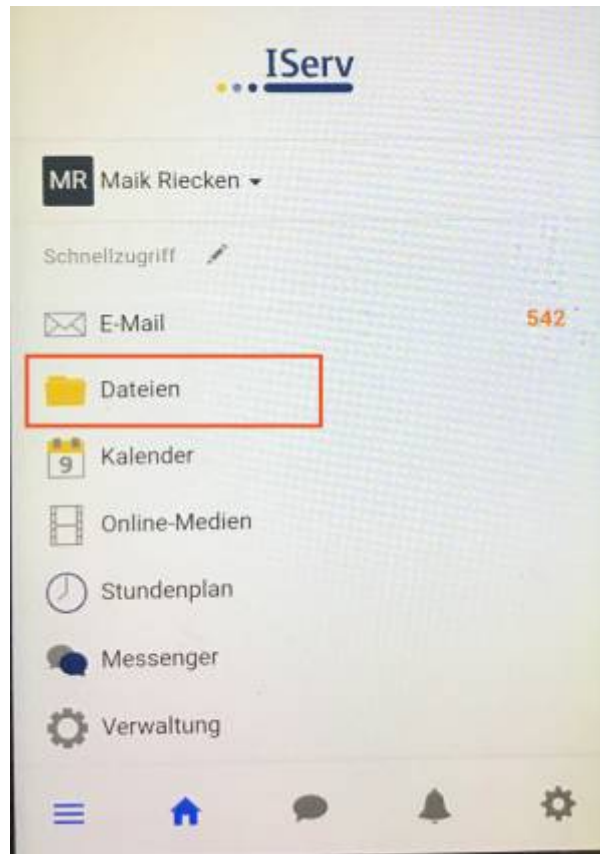 IServ
MR Maik Riecken
Schnellzugriff
E-Mail 542
Dateien
9 Kalender
Online-Medien
Stundenplan
Messenger
Verwaltung